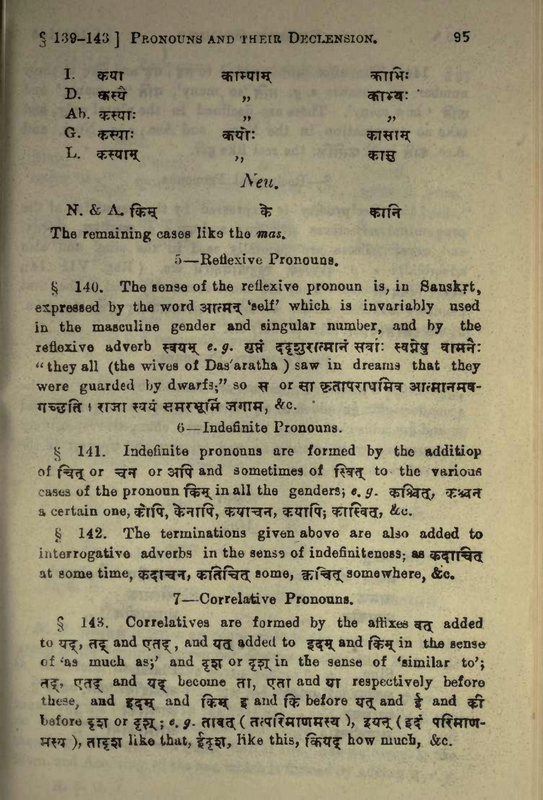 § 139-143 ] PRONOUNS AND THEIR DECLENSION. 95
I. कया काभ्याम् काभिः
D. कस्यै ,, काभ्यः
Ab. कस्याः ,, ,,
G. कस्याः कयोः कासाम्
L. कस्याम् ,, कासु
Neu.
N. & A. किम् के कानि
The remaining cases like the mas.
5—Reflexive Pronouns.
§ 140. The sense of the reflexive pronoun is, in Sanskṛt,
expressed by the word आत्मन् ‘self’ which is invariably used
in the masculine gender and singular number, and by the
reflexive adverb स्वयम् e. g. गुप्तं ददृशुरात्मानं सर्वाः स्वप्नेषु वामनैः
“they all (the wives of Das'aratha ) saw in dreams that they
were guarded by dwarfs;” so स or सा कृतापराधमिव आत्मानमव-
गच्छति । राजा स्वयं समरभूमिं जगाम, &c.
6—Indefinite Pronouns.
§ 141. Indefinite pronouns are formed by the addition
of चित् or चन or अपि and sometimes of स्वित् to the various
cases of the pronoun किम् in all the genders; e. g. कश्चित्, कश्चन
a certain one, कोपि, केनापि, कयाचन, कयापि; कास्वित्, &c.
§ 142. The terminations given above are also added to
interrogative adverbs in the sense of indefiniteness; as कदाचित्
at some time, कदाचन, कतिचित् some, क्वचित् somewhere, &c.
7—Correlative Pronouns.
§ 143. Correlatives are formed by the affixes वत् added
to यद्, तद् and एतद्, and यत् added to इदम् and किम् in the sense
of ‘as much as;’ and दृश or दृश् in the sense of ‘similar to’;
तद्, एतद् and यद् become ता, एता and या respectively before
these, and इदम् and किम् इ and कि before यत् and ई and की
before दृश or दृश्; e. g. तावत् ( तत्परिमाणमस्य ), इयत् ( इदं परिमाण-
मस्य ), तादृश like that, ईदृश, like this, कियद् how much, &c.